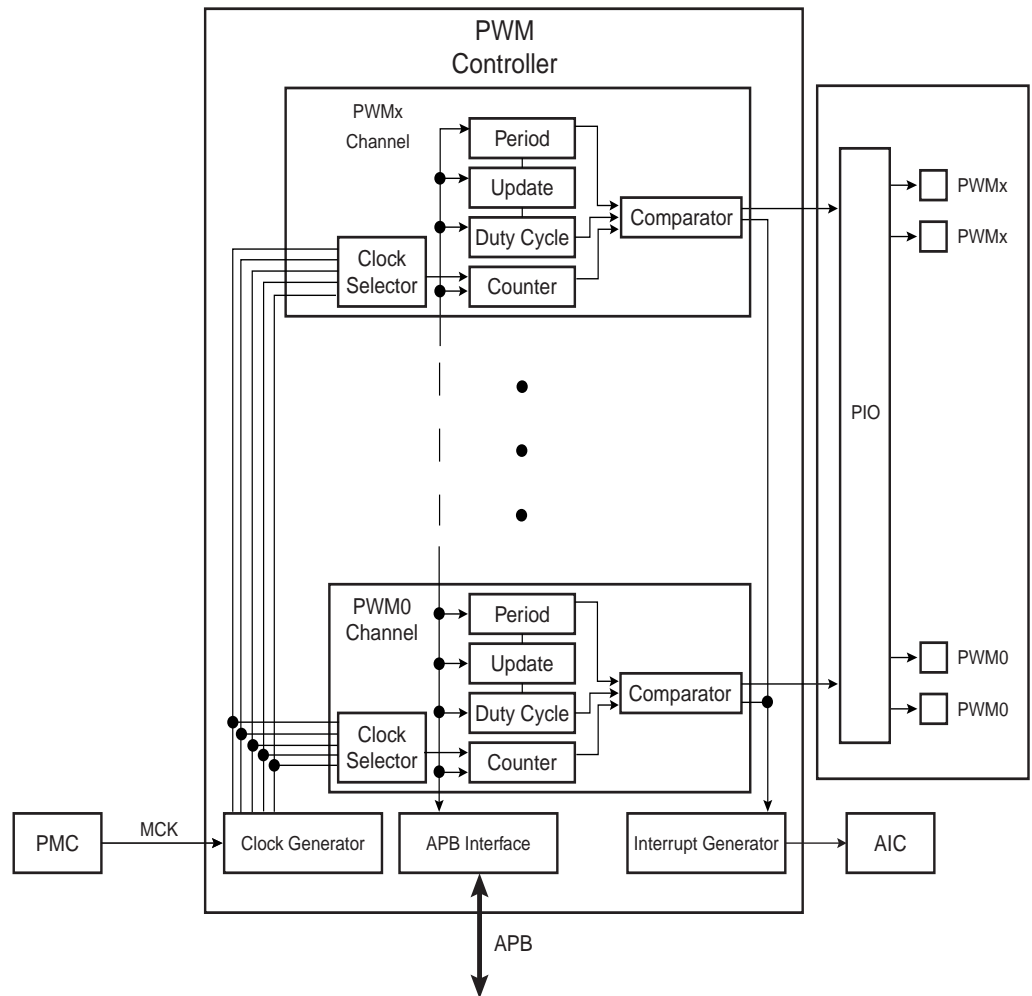 PWM
Controller
PWMx
Channel
Period
Update
Duty Cycle
Comparator
Clock
Selector
Counter
PWMx
PWMx
PIO
PWM0
Channel
Period
Update
Duty Cycle
Comparator
Clock
Selector
Counter
PWM0
PWM0
PMC
MCK
Clock Generator
APB Interface
Interrupt Generator
AIC
APB